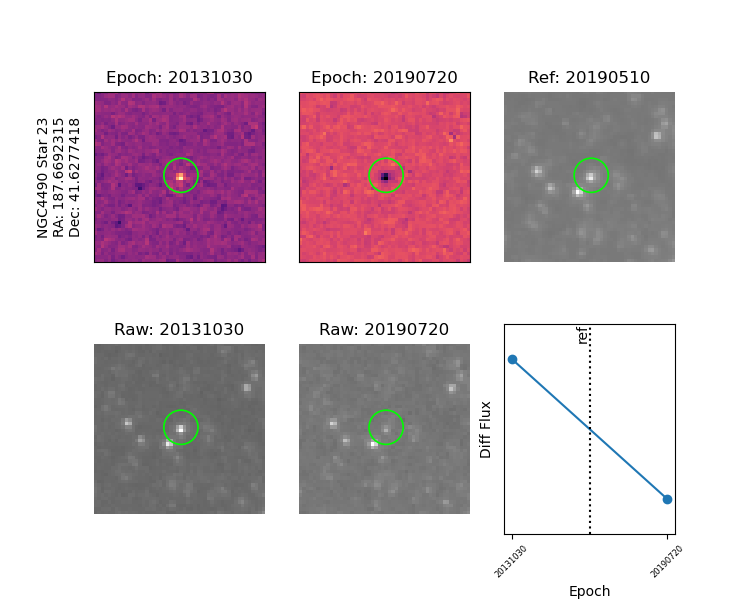 Epoch: 20131030
Epoch: 20190720
Ref: 20190510
NGC4490 Star 23
RA: 187.6692315
Dec: 41.6277418
Raw: 20131030
Raw: 20190720
ref
Diff Flux
20131030
20190720
Epoch